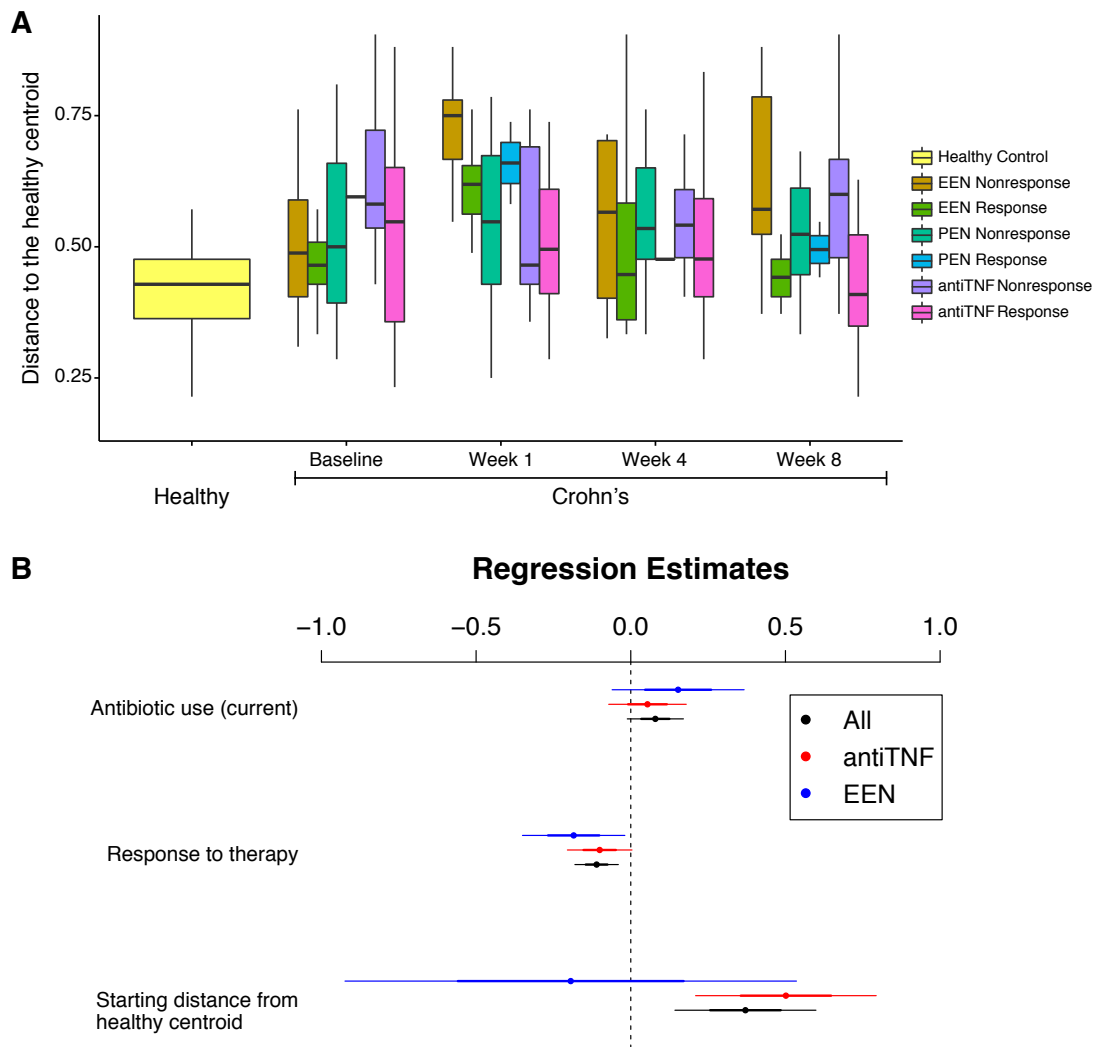 A
Distance to the healthy centroid
0.75
0.50
0.25
Baseline
Week 1
Week 4
Week 8
Healthy
Crohn’s
Healthy Control
EEN Nonresponse
EEN Response
PEN Nonresponse
PEN Response
antiTNF Nonresponse
antiTNF Response
B
Regression Estimates
−1.0
−0.5
0.0
0.5
1.0
Antibiotic use (current)
Response to therapy
Starting distance from
healthy centroid
All
antiTNF
EEN